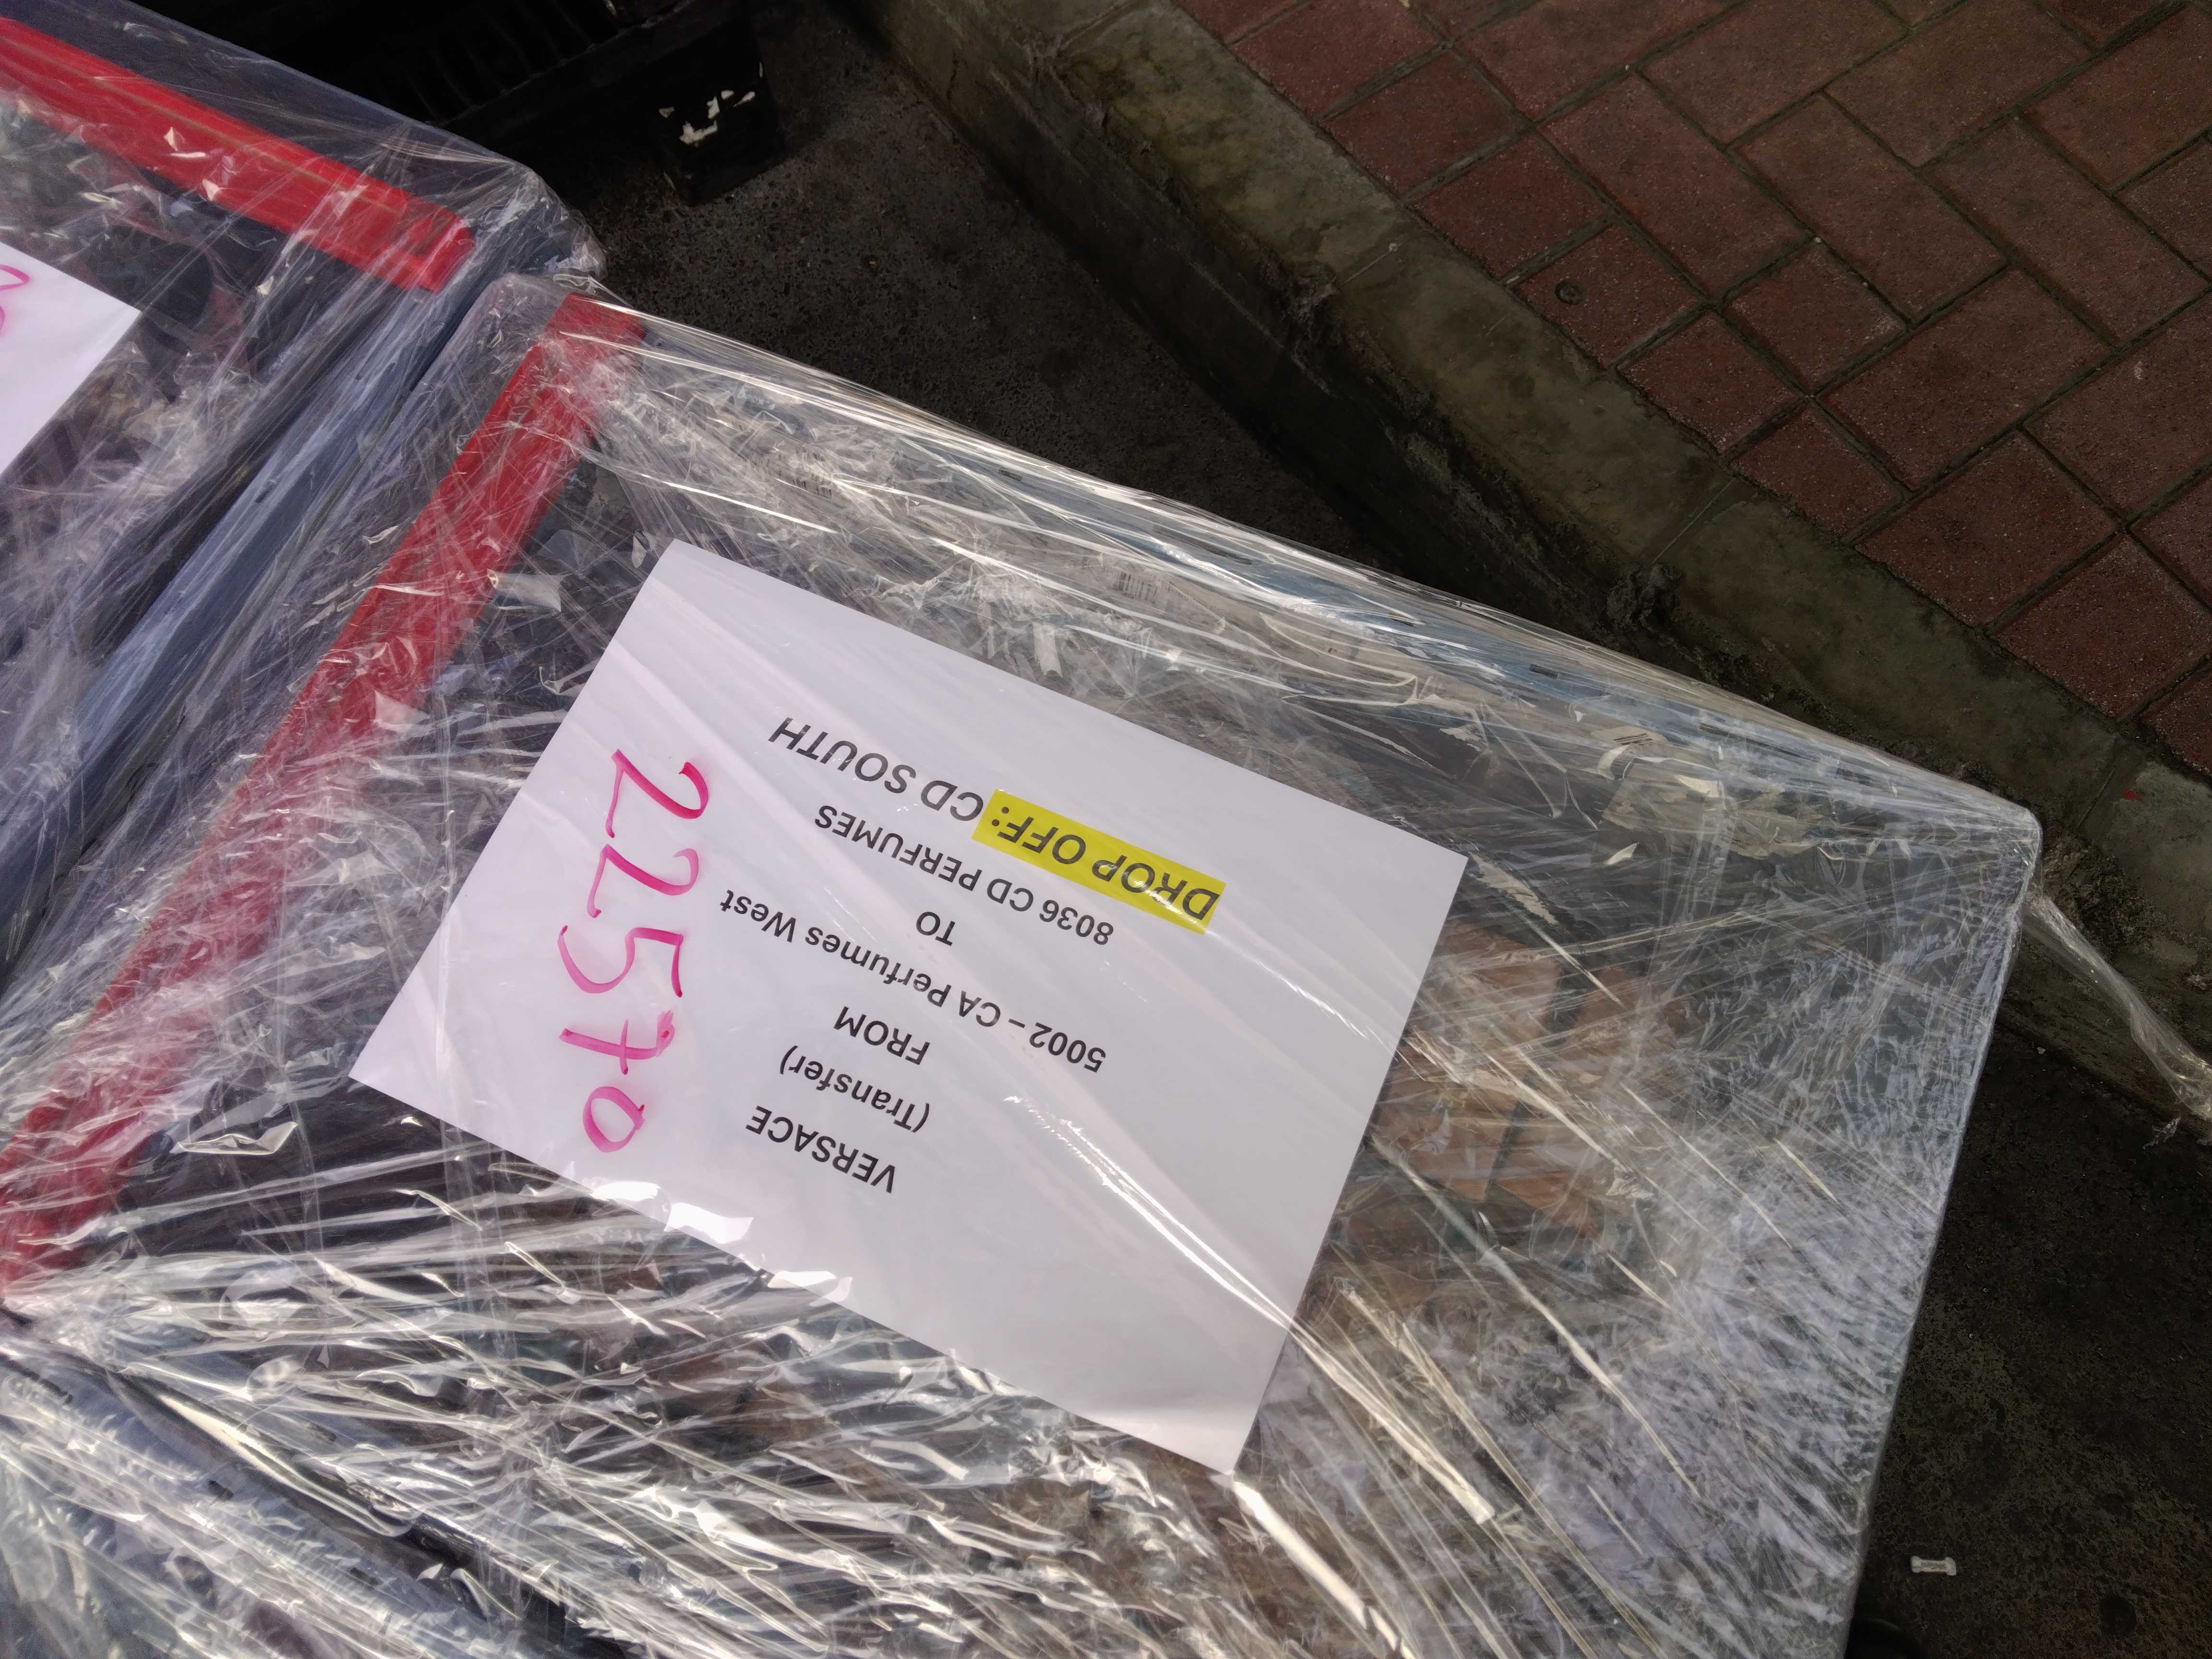 VERSACE
(Transfer)
FROM
5002 – CA Perfumes West
TO
8036 CD PERFUMES
DROP OFF: CD SOUTH
22570